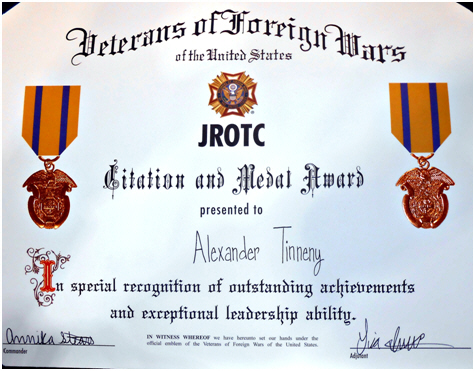 Veterans of Foreign Wars
of the United States
JROTC
Citation and Medal Award
presented to
Alexander Tinneny
In special recognition of outstanding achievements
and exceptional leadership ability.
IN WITNESS WHEREOF we have hereunto set our hands under the
official emblem of the Veterans of Foreign Wars of the United States.
Annika
Commander
Adjutant